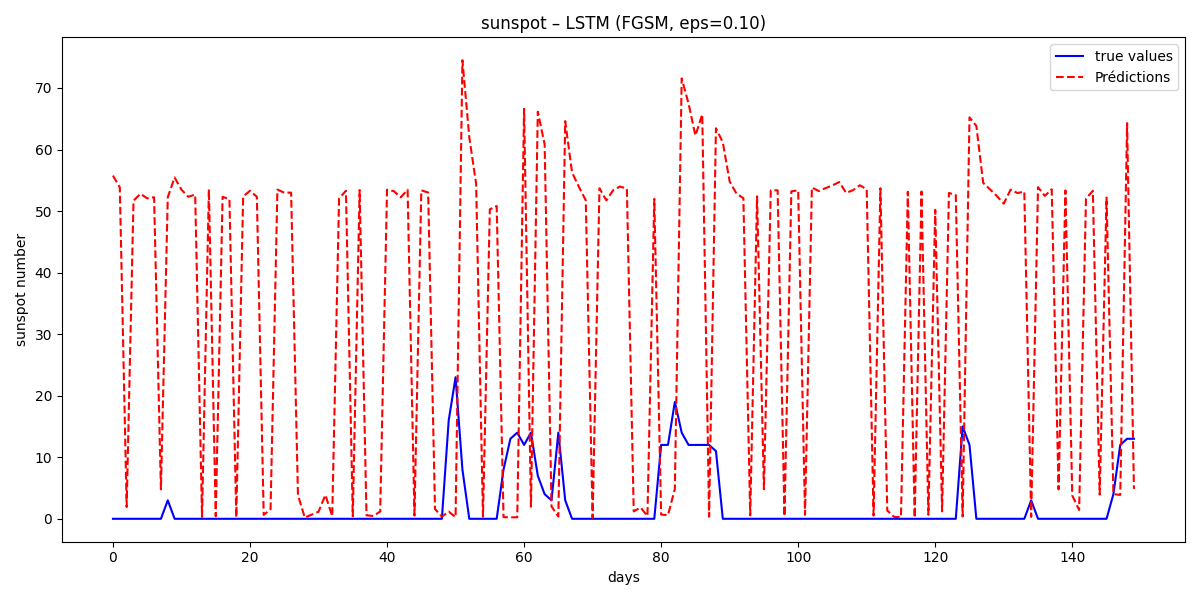 sunspot – LSTM (FGSM, eps=0.10)
true values
Prédictions
sunspot number
70
60
50
40
30
20
10
0
0 20 40 60 80 100 120 140
days